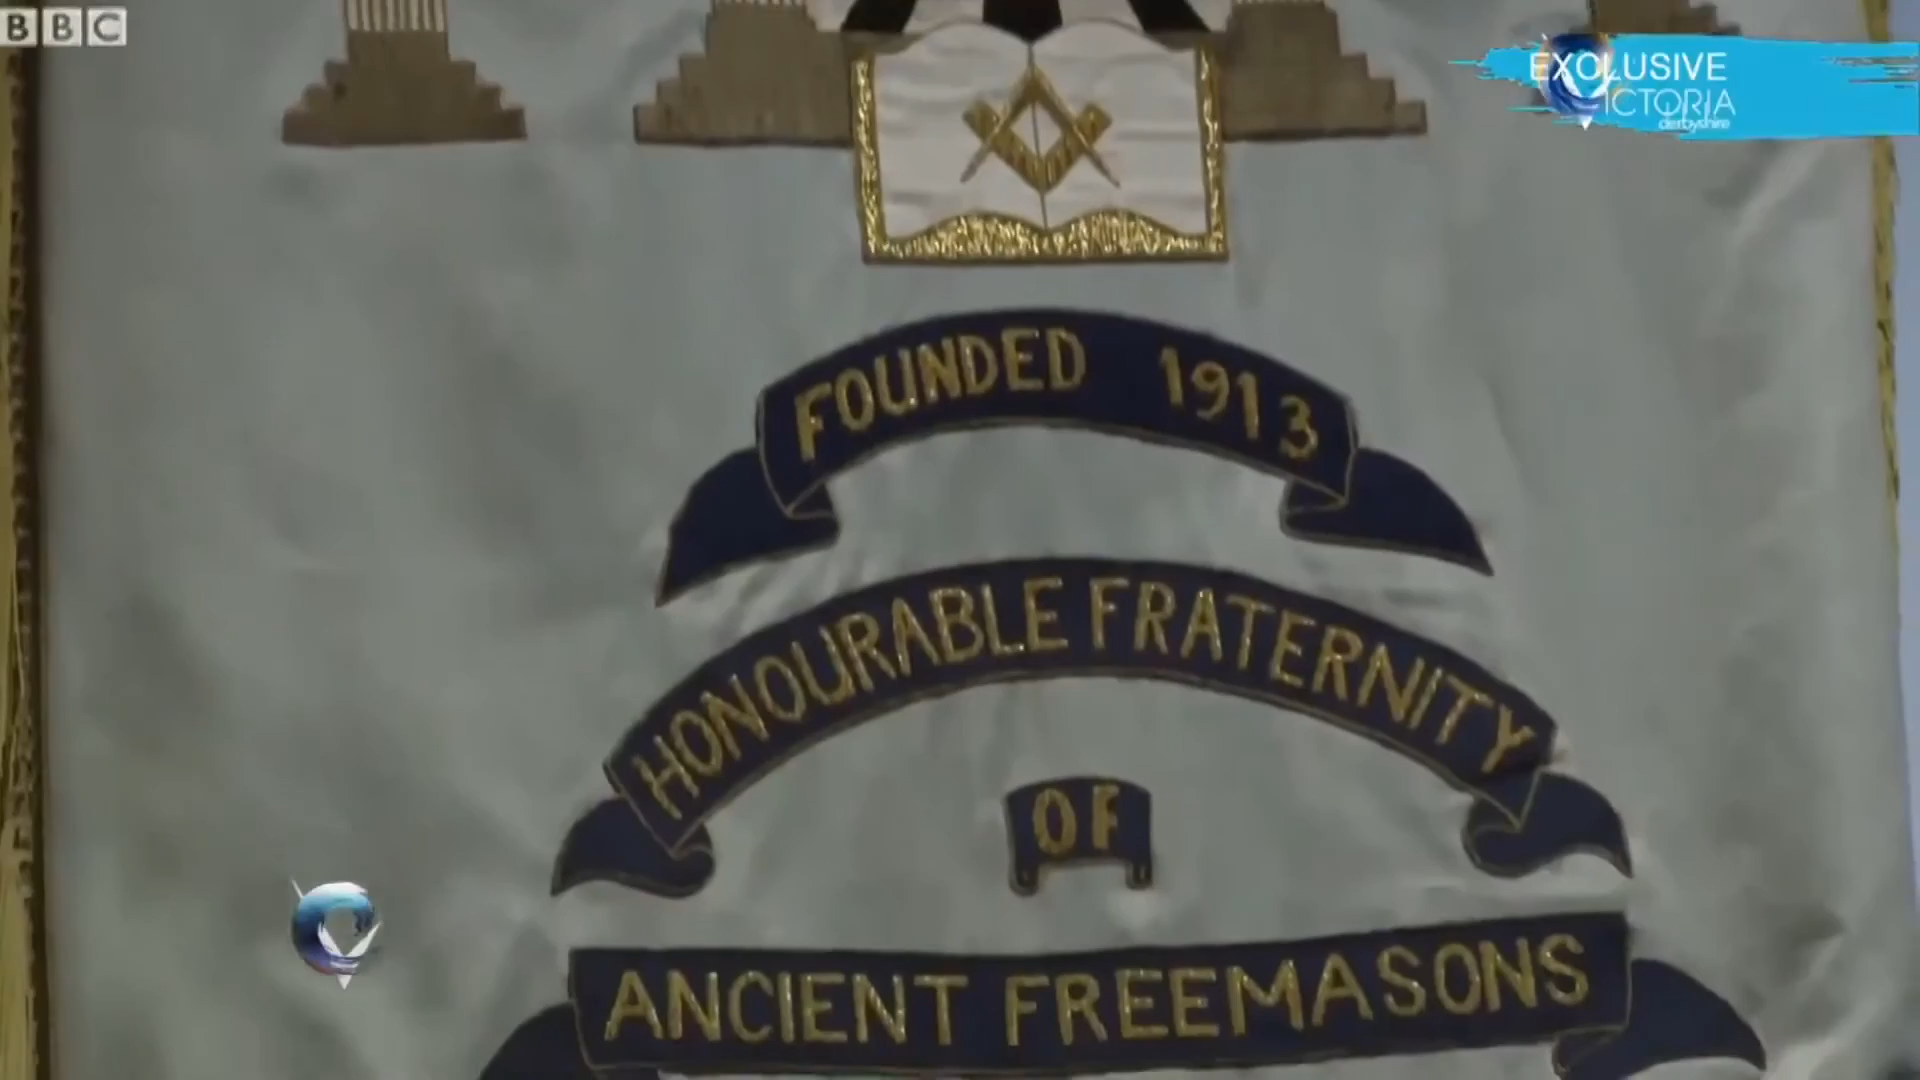 BBC
EXCLUSIVE
VICTORIA
derbyshire
FOUNDED 1913
HONOURABLE FRATERNITY
OF
ANCIENT FREEMASONS